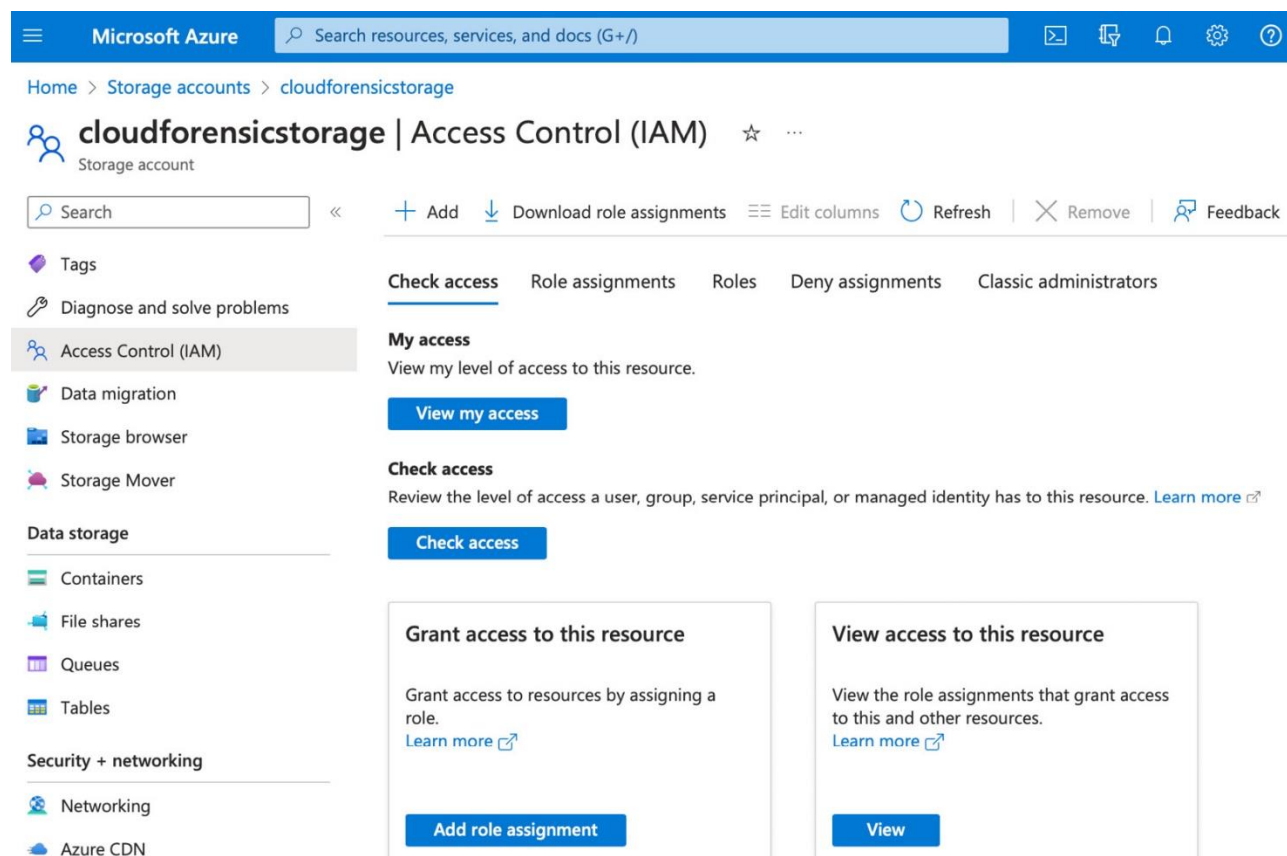 Microsoft Azure
Search resources, services, and docs (G+/)
Home > Storage accounts > cloudforensicstorage
cloudforensicstorage | Access Control (IAM)
Storage account
Search
Add
Download role assignments
Edit columns
Refresh
Remove
Feedback
Tags
Diagnose and solve problems
Access Control (IAM)
Data migration
Storage browser
Storage Mover
Data storage
Containers
File shares
Queues
Tables
Security + networking
Networking
Azure CDN
Check access
Role assignments
Roles
Deny assignments
Classic administrators
My access
View my level of access to this resource.
View my access
Check access
Review the level of access a user, group, service principal, or managed identity has to this resource. Learn more
Check access
Grant access to this resource
Grant access to resources by assigning a
role.
Learn more
Add role assignment
View access to this resource
View the role assignments that grant access
to this and other resources.
Learn more
View